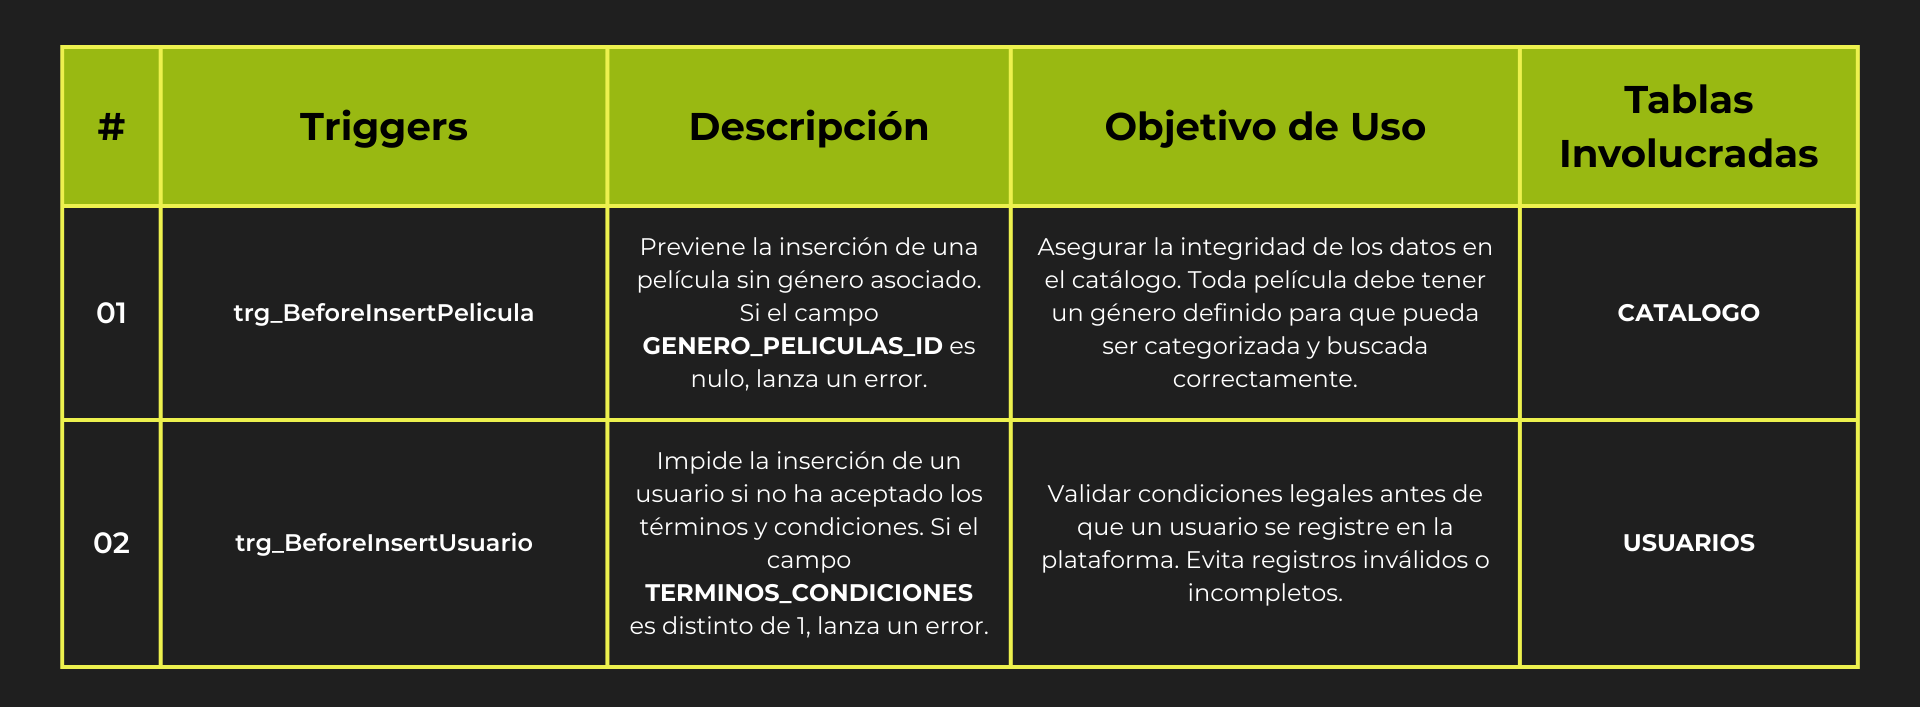 #
Triggers
Descripción
Objetivo de Uso
Tablas
Involucradas
01
trg_BeforeInsertPelicula
Previene la inserción de una
película sin género asociado.
Si el campo
GENERO_PELICULAS_ID es
nulo, lanza un error.
Asegurar la integridad de los datos en
el catálogo. Toda película debe tener
un género definido para que pueda
ser categorizada y buscada
correctamente.
CATALOGO
02
trg_BeforeInsertUsuario
Impide la inserción de un
usuario si no ha aceptado los
términos y condiciones. Si el
campo
TERMINOS_CONDICIONES
es distinto de 1, lanza un error.
Validar condiciones legales antes de
que un usuario se registre en la
plataforma. Evita registros inválidos o
incompletos.
USUARIOS